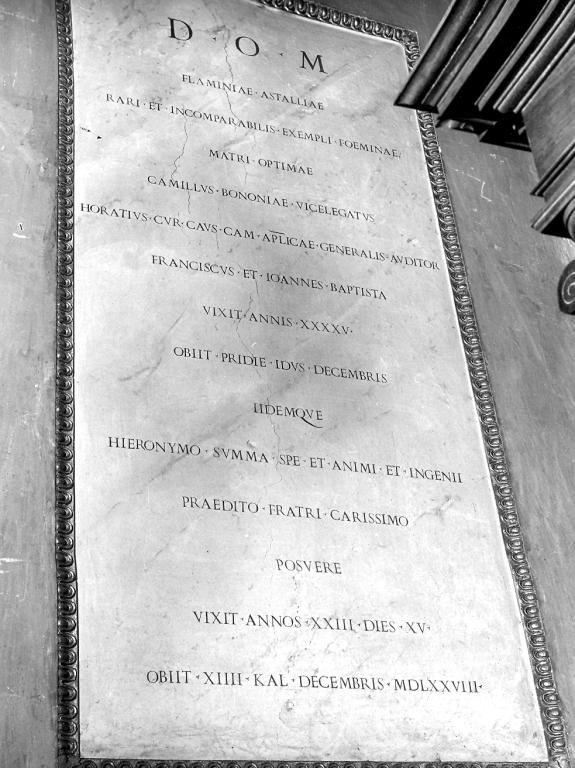 D · O · M
FLAMINIAE · ASTALLIAE
RARI · ET · INCOMPARABILIS · EXEMPLI · FOEMINAE
MATRI · OPTIMAE
CAMILLVS · BONONIAE · VICELEGATVS
HORATIVS · CVR · CAVS · CAM · AP̅LICAE · GENERALIS · AVDITOR
FRANCISCVS · ET · IOANNES · BAPTISTA
VIXIT · ANNIS · XXXXV ·
OBIIT · PRIDIE · IDVS · DECEMBRIS
IIDEMQVE
HIERONYMO · SVMMA · SPE · ET · ANIMI · ET · INGENII
PRAEDITO · FRATRI · CARISSIMO
POSVERE
VIXIT · ANNOS · XXIII · DIES · XV ·
OBIIT · XIIII · KAL · DECEMBRIS · MDLXXVIII ·